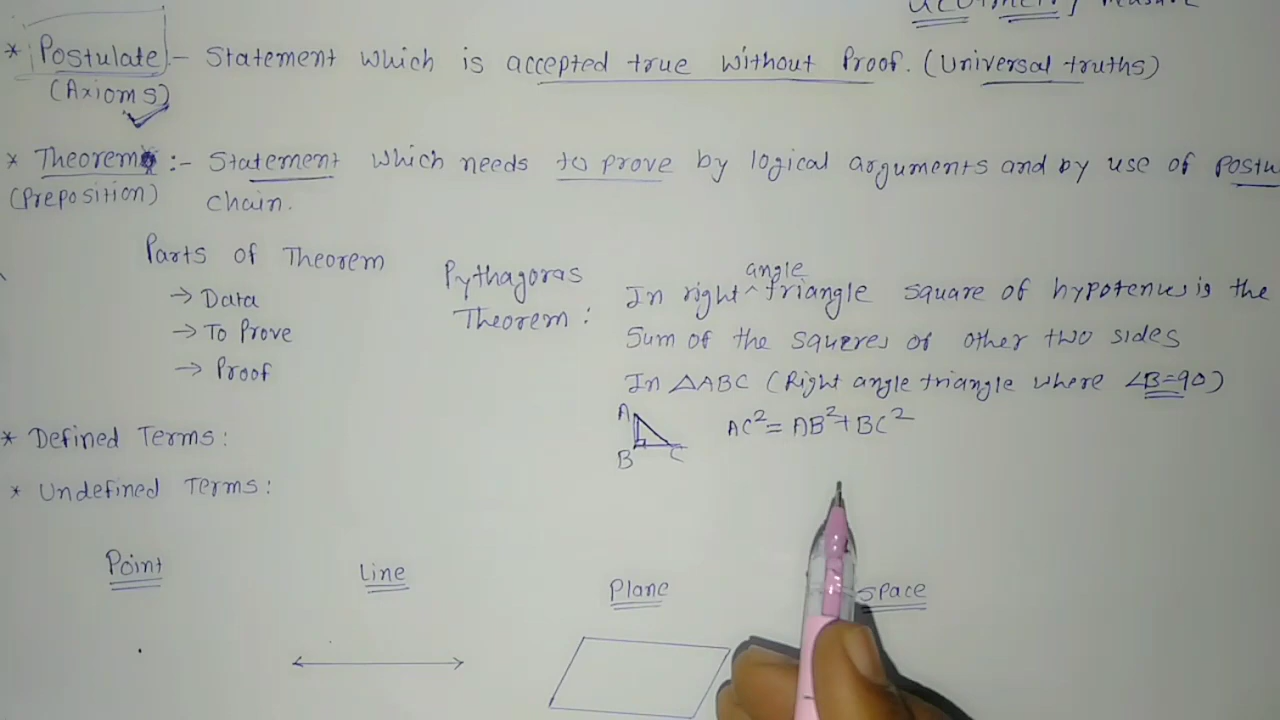 * Postulate :- Statement which is accepted true without Proof. (Universal truths)
(Axioms)
* Theorem :- Statement which needs to prove by logical arguments and by use of postu
(Preposition) chain.
Parts of Theorem
→ Data
→ To Prove
→ Proof
Pythagoras
Theorem :
angle
In right ^ triangle square of hypotenus is the
Sum of the squares of other two sides
In △ABC (Right angle triangle where ∠B=90)
A
B C
AC²= AB²+BC²
* Defined Terms:
* Undefined Terms:
Point Line Plane space